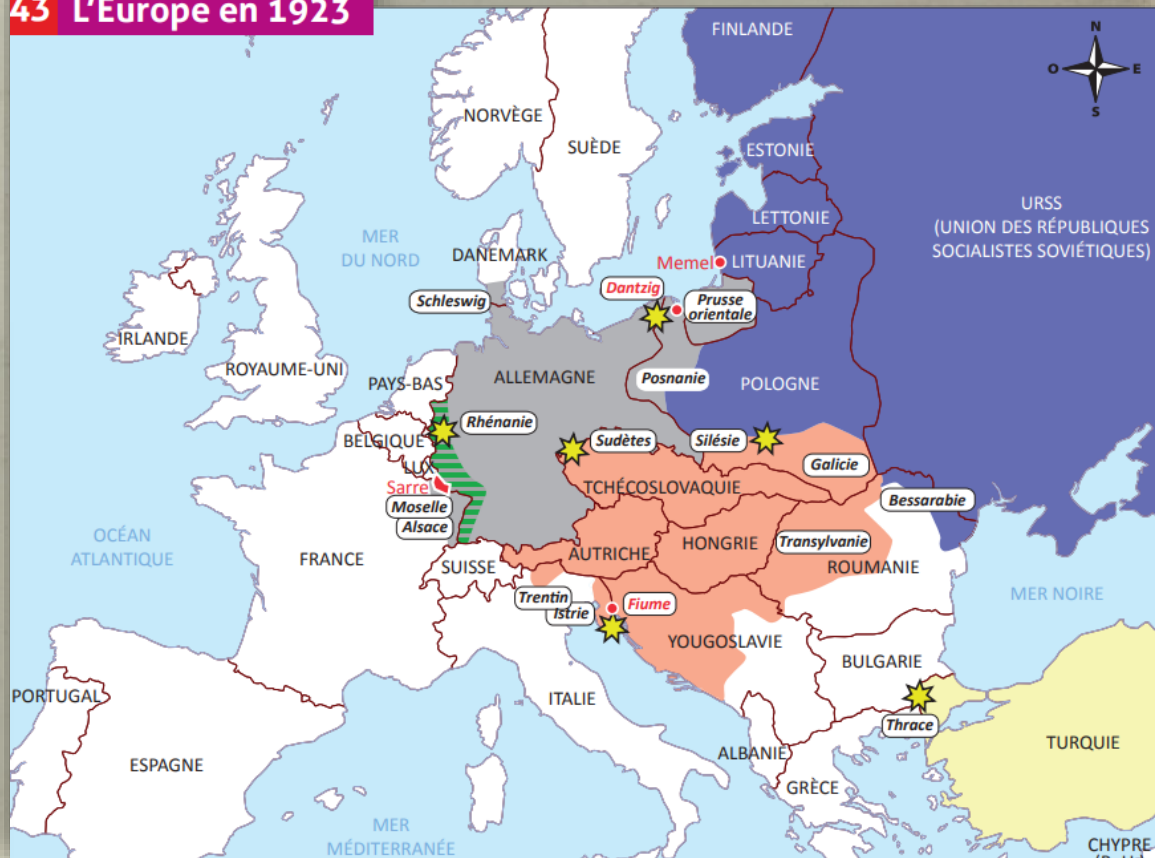 43 L'Europe en 1923
FINLANDE
N
O
E
S
NORVÈGE
SUÈDE
ESTONIE
URSS
(UNION DES RÉPUBLIQUES
SOCIALISTES SOVIÉTIQUES)
LETTONIE
MER
DU NORD
DANEMARK
Memel
LITUANIE
Schleswig
Dantzig
Prusse
orientale
IRLANDE
ROYAUME-UNI
PAYS-BAS
ALLEMAGNE
Posnanie
POLOGNE
Rhénanie
BELGIQUE
Sudètes
Silésie
LUX
Galicie
Sarre
TCHÉCOSLOVAQUIE
Moselle
Alsace
Bessarabie
OCÉAN
ATLANTIQUE
FRANCE
SUISSE
AUTRICHE
HONGRIE
Transylvanie
ROUMANIE
MER NOIRE
Trentin
Istrie
Fiume
YOUGOSLAVIE
BULGARIE
PORTUGAL
ITALIE
Thrace
TURQUIE
ESPAGNE
ALBANIE
GRÈCE
MER
MÉDITERRANÉE
CHYPRE